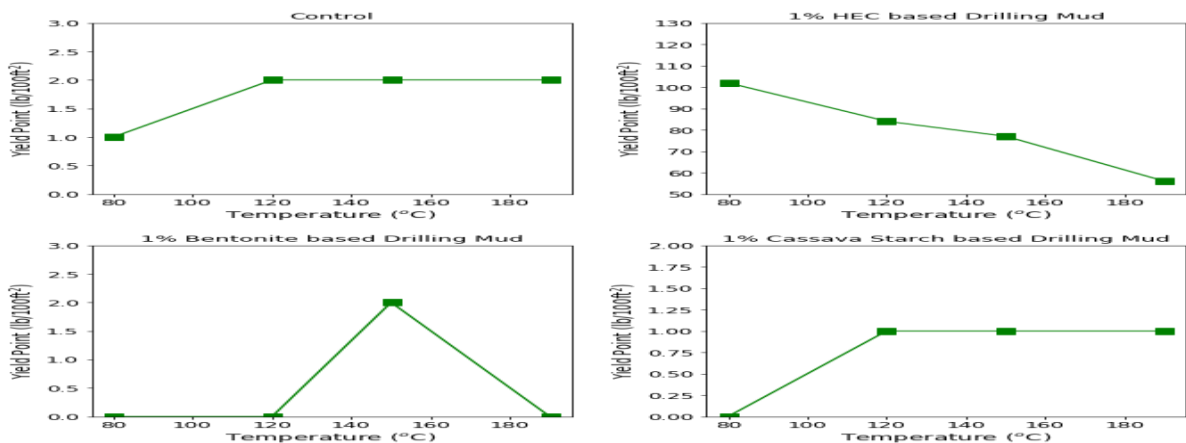 Control
3.0
2.5
2.0
1.5
1.0
0.5
0.0
Yield Point (lb/100ft²)
80 100 120 140 160 180
Temperature (°C)
1% HEC based Drilling Mud
130
120
110
100
90
80
70
60
50
Yield Point (lb/100ft²)
80 100 120 140 160 180
Temperature (°C)
1% Bentonite based Drilling Mud
3.0
2.5
2.0
1.5
1.0
0.5
0.0
Yield Point (lb/100ft²)
80 100 120 140 160 180
Temperature (°C)
1% Cassava Starch based Drilling Mud
2.00
1.75
1.50
1.25
1.00
0.75
0.50
0.25
0.00
Yield Point (lb/100ft²)
80 100 120 140 160 180
Temperature (°C)